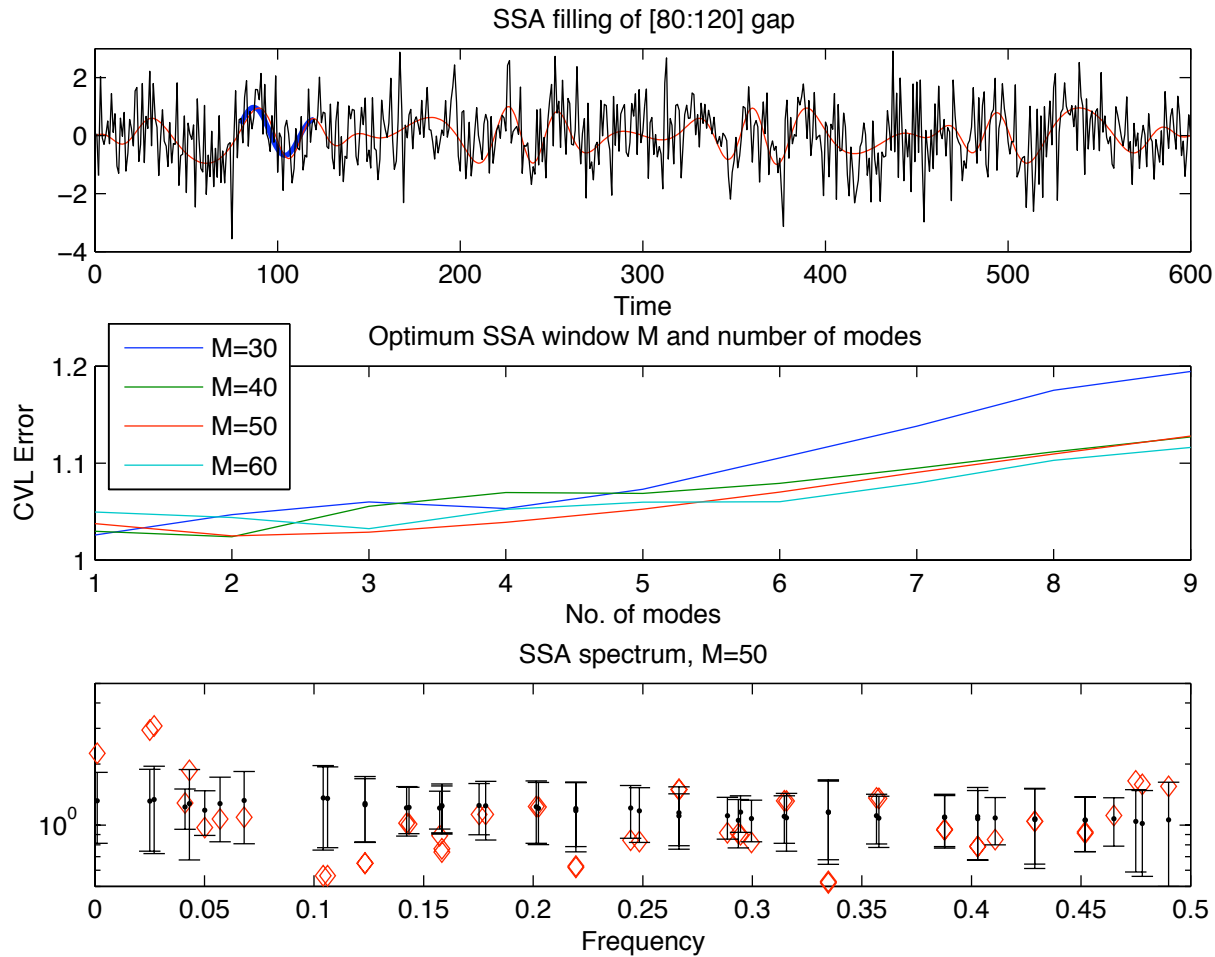 SSA filling of [80:120] gap
2
0
−2
−4
0 100 200 300 400 500 600
Time
Optimum SSA window M and number of modes
M=30
M=40
M=50
M=60
1.2
1.1
1
CVL Error
1 2 3 4 5 6 7 8 9
No. of modes
SSA spectrum, M=50
10^0
0 0.05 0.1 0.15 0.2 0.25 0.3 0.35 0.4 0.45 0.5
Frequency